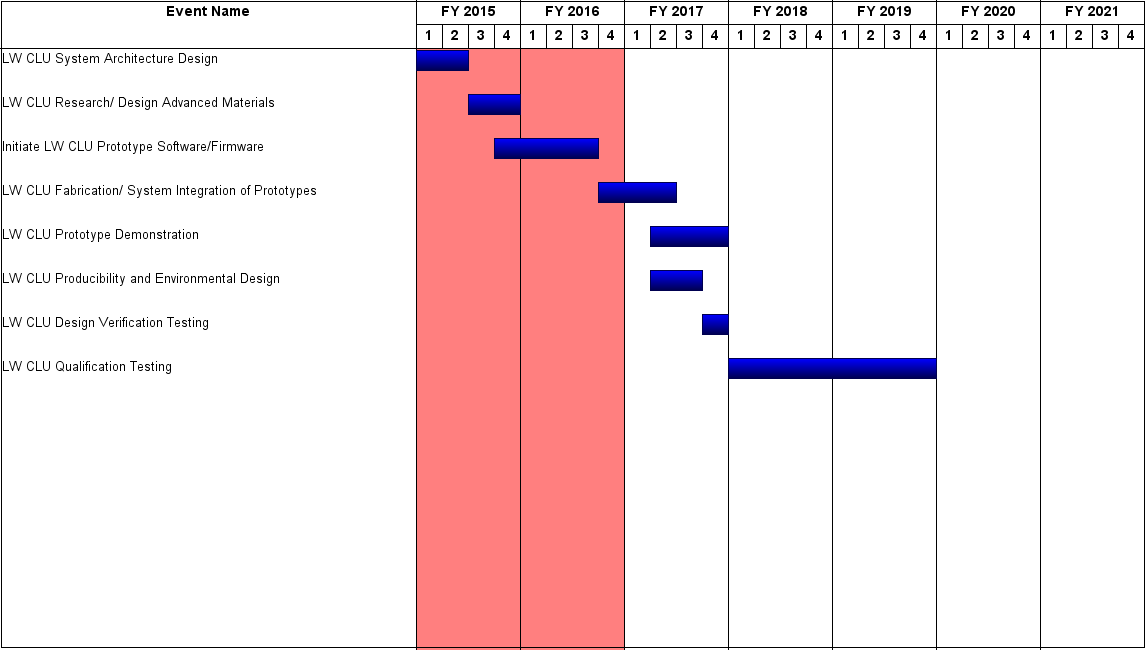 Event Name FY 2015 FY 2016 FY 2017 FY 2018 FY 2019 FY 2020 FY 2021
1 2 3 4 1 2 3 4 1 2 3 4 1 2 3 4 1 2 3 4 1 2 3 4 1 2 3 4
LW CLU System Architecture Design
LW CLU Research/ Design Advanced Materials
Initiate LW CLU Prototype Software/Firmware
LW CLU Fabrication/ System Integration of Prototypes
LW CLU Prototype Demonstration
LW CLU Producibility and Environmental Design
LW CLU Design Verification Testing
LW CLU Qualification Testing